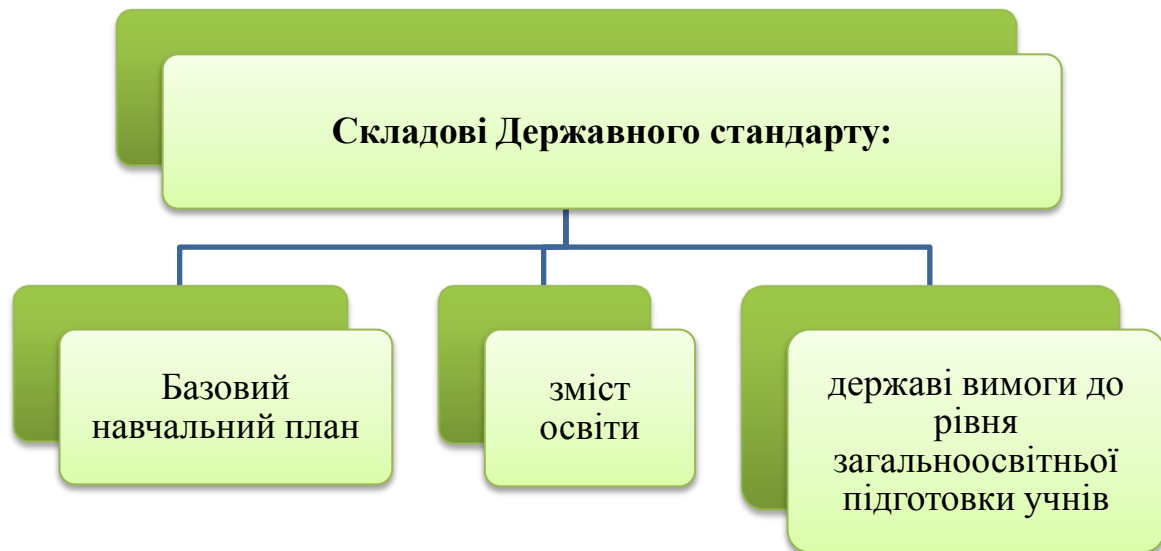 Складові Державного стандарту:
Базовий
навчальний план
зміст
освіти
державі вимоги до
рівня
загальноосвітньої
підготовки учнів